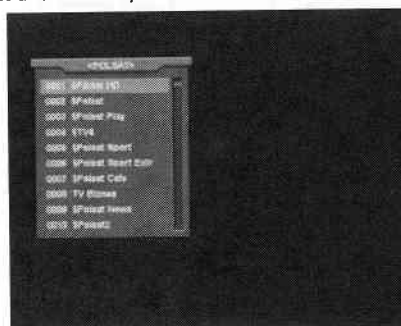 <POLSAT>
0001 $Polsat HD
0002 $Polsat
0003 $Polsat Play
0004 $TV4
0005 $Polsat Sport
0006 $Polsat Sport Extr
0007 $Polsat Cafe
0008 TV Biznes
0009 $Polsat News
0010 $Polsat2